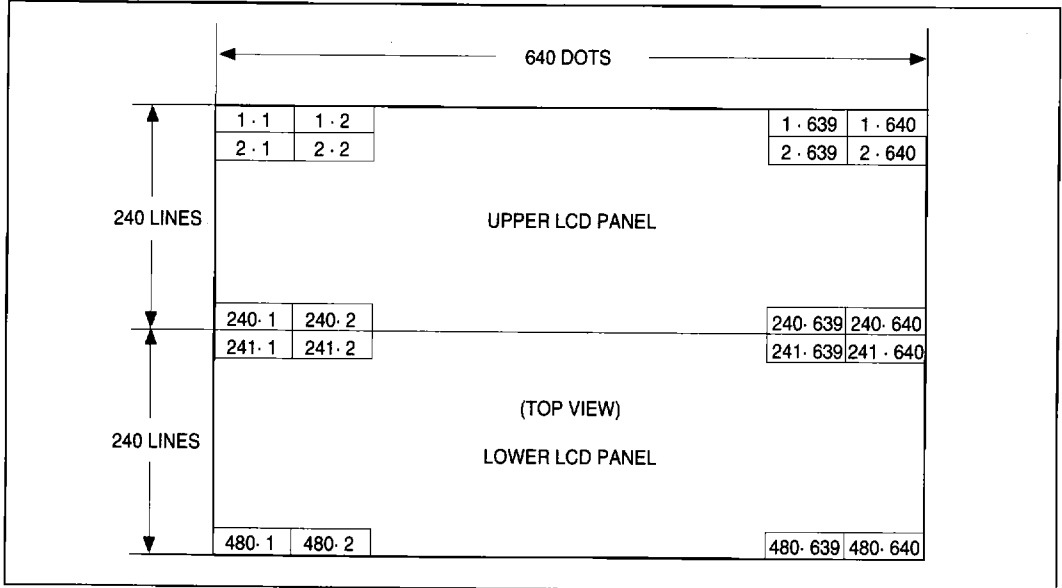 640 DOTS
1 · 1 1 · 2 1 · 639 1 · 640
2 · 1 2 · 2 2 · 639 2 · 640
240 LINES UPPER LCD PANEL
240· 1 240· 2 240· 639 240· 640
241· 1 241· 2 241· 639 241 · 640
(TOP VIEW)
240 LINES LOWER LCD PANEL
480· 1 480· 2 480· 639 480· 640